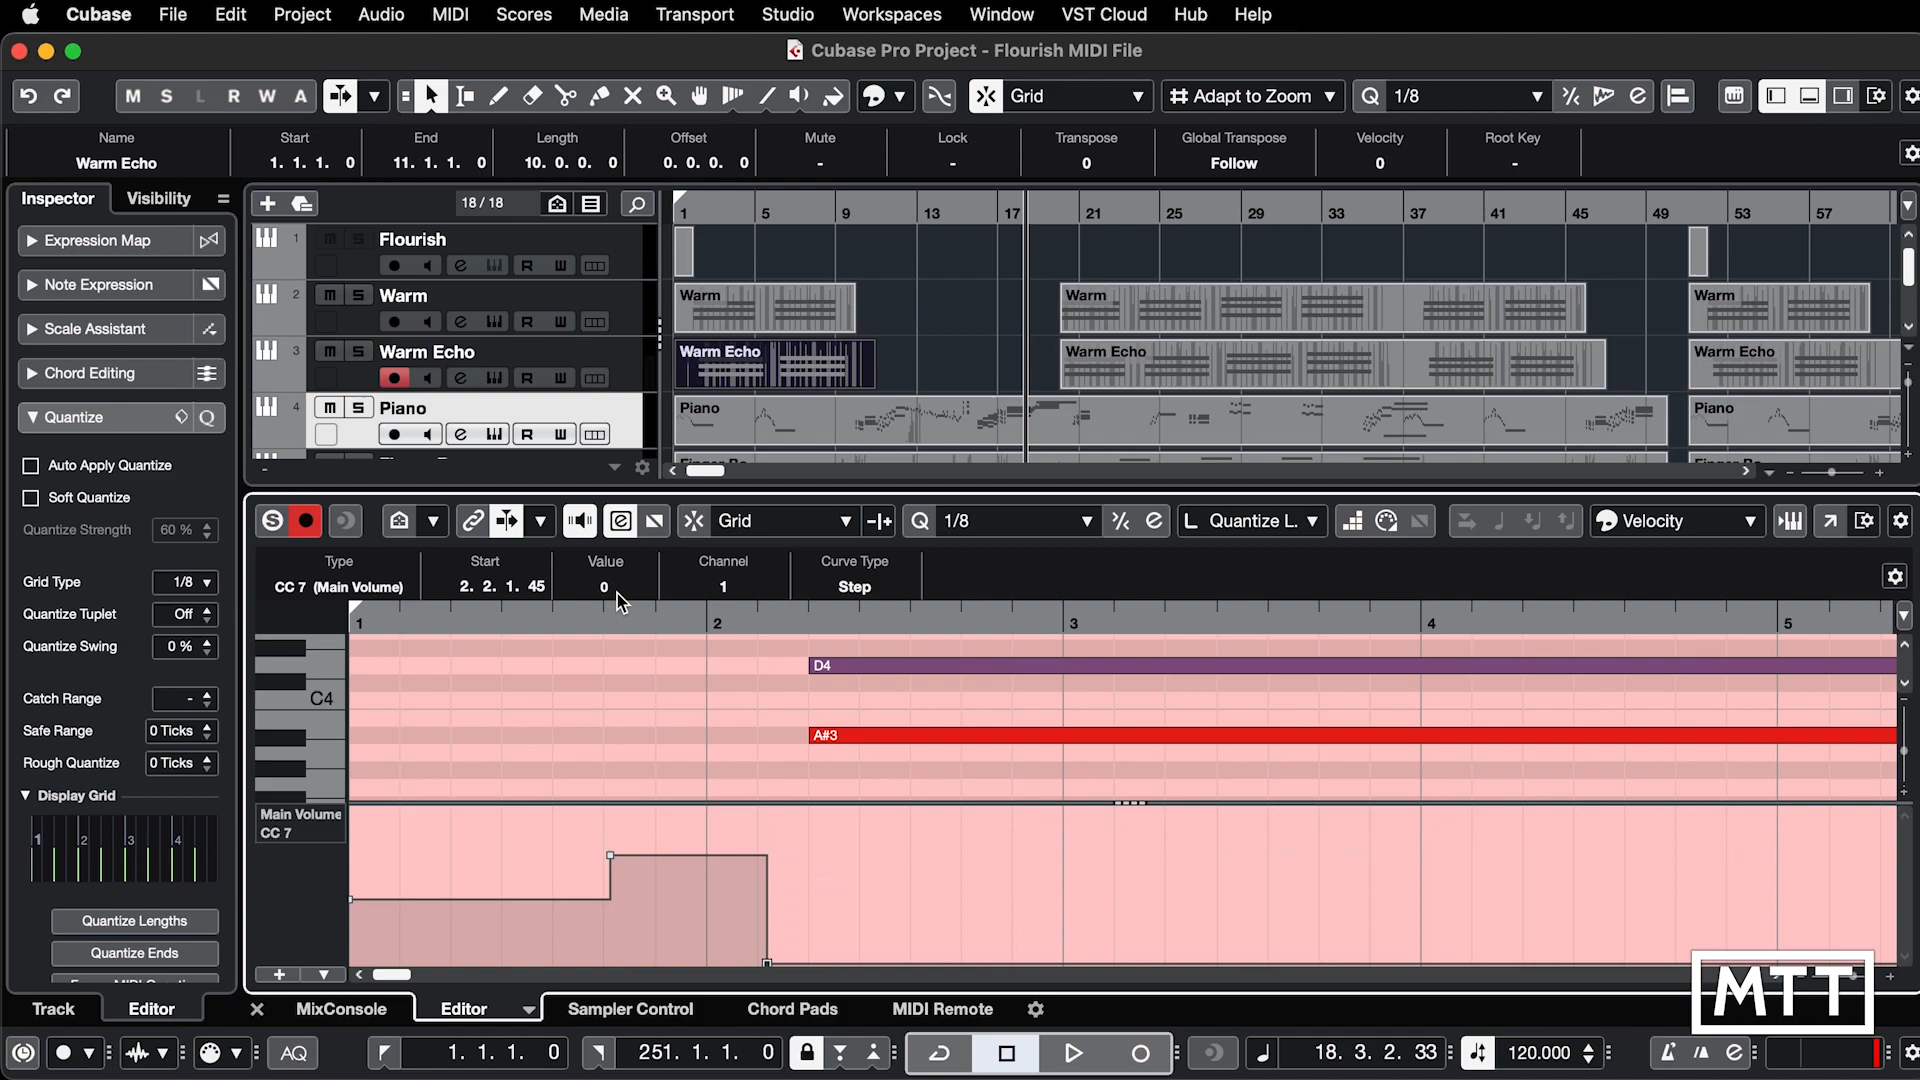 Cubase File Edit Project Audio MIDI Scores Media Transport Studio Workspaces Window VST Cloud Hub Help
Cubase Pro Project - Flourish MIDI File
M S L R W A Grid Adapt to Zoom Q 1/8
Name Start End Length Offset Mute Lock Transpose Global Transpose Velocity Root Key
Warm Echo 1. 1. 1. 0 11. 1. 1. 0 10. 0. 0. 0 0. 0. 0. 0 - - 0 Follow 0 -
Inspector Visibility
18 / 18
1 5 9 13 17 21 25 29 33 37 41 45 49 53 57
Expression Map
Note Expression
Scale Assistant
Chord Editing
Quantize Q
Auto Apply Quantize
Soft Quantize
Quantize Strength 60 %
Grid Type 1/8
Quantize Tuplet Off
Quantize Swing 0 %
Catch Range -
Safe Range 0 Ticks
Rough Quantize 0 Ticks
Display Grid
1 2 3 4
Quantize Lengths
Quantize Ends
1 m S Flourish
e R W
2 m S Warm
e R W
3 m S Warm Echo
e R W
4 m S Piano
e R W
-
Warm Warm Warm
Warm Echo Warm Echo Warm Echo
Piano Piano
S Grid Q 1/8 L Quantize L. Velocity
Type Start Value Channel Curve Type
CC 7 (Main Volume) 2. 2. 1. 45 0 1 Step
1 2 3 4 5
D4
C4
A#3
Main Volume
CC 7
MTT
Track Editor MixConsole Editor Sampler Control Chord Pads MIDI Remote
AQ 1. 1. 1. 0 251. 1. 1. 0 18. 3. 2. 33 120.000